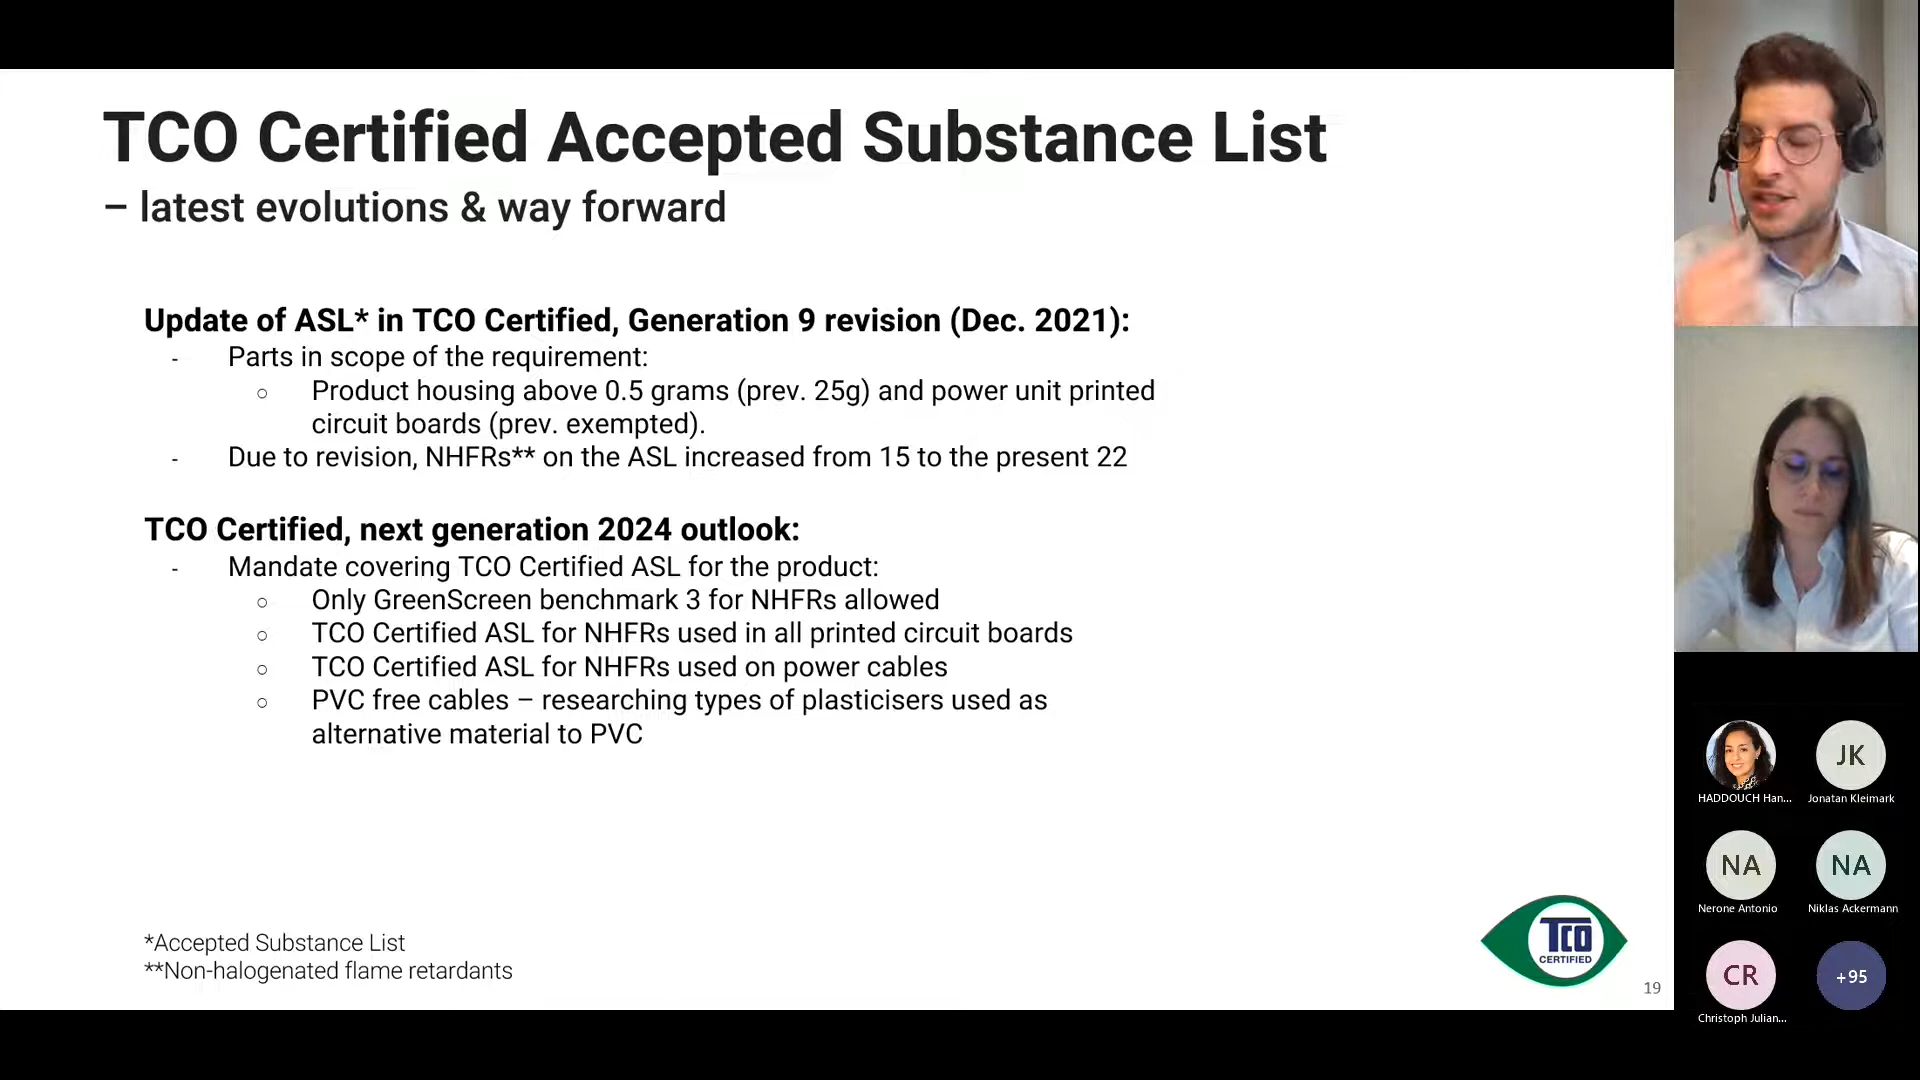 TCO Certified Accepted Substance List
– latest evolutions & way forward
Update of ASL* in TCO Certified, Generation 9 revision (Dec. 2021):
- Parts in scope of the requirement:
○ Product housing above 0.5 grams (prev. 25g) and power unit printed
circuit boards (prev. exempted).
- Due to revision, NHFRs** on the ASL increased from 15 to the present 22
TCO Certified, next generation 2024 outlook:
- Mandate covering TCO Certified ASL for the product:
○ Only GreenScreen benchmark 3 for NHFRs allowed
○ TCO Certified ASL for NHFRs used in all printed circuit boards
○ TCO Certified ASL for NHFRs used on power cables
○ PVC free cables – researching types of plasticisers used as
alternative material to PVC
*Accepted Substance List
**Non-halogenated flame retardants
TCO
CERTIFIED
19
HADDOUCH Han...
JK
Jonatan Kleimark
NA
Nerone Antonio
NA
Niklas Ackermann
CR
Christoph Julian...
+95